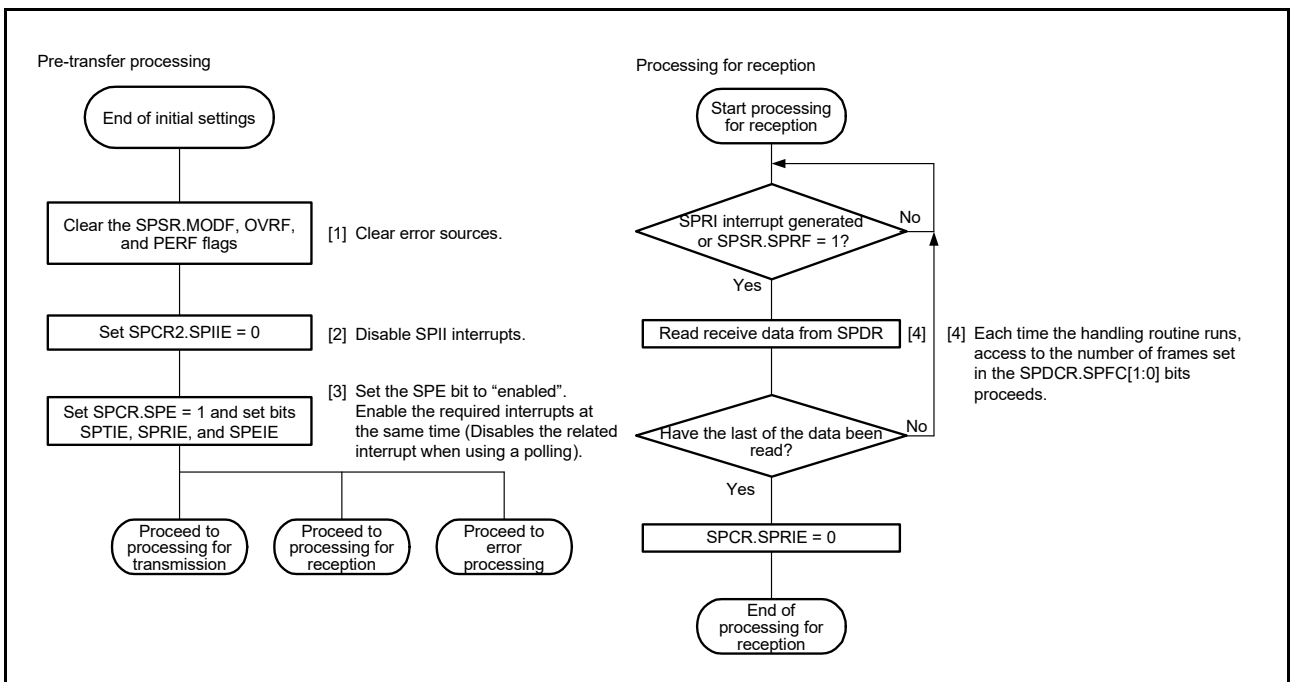 Pre-transfer processing
End of initial settings
Clear the SPSR.MODF, OVRF,
and PERF flags
[1] Clear error sources.
Set SPCR2.SPIIE = 0
[2] Disable SPII interrupts.
Set SPCR.SPE = 1 and set bits
SPTIE, SPRIE, and SPEIE
[3] Set the SPE bit to “enabled”.
Enable the required interrupts at
the same time (Disables the related
interrupt when using a polling).
Proceed to
processing for
transmission
Proceed to
processing for
reception
Proceed to
error
processing
Processing for reception
Start processing
for reception
SPRI interrupt generated
or SPSR.SPRF = 1?
No
Yes
Read receive data from SPDR
[4]
[4] Each time the handling routine runs,
access to the number of frames set
in the SPDCR.SPFC[1:0] bits
proceeds.
Have the last of the data been
read?
No
Yes
SPCR.SPRIE = 0
End of
processing for
reception